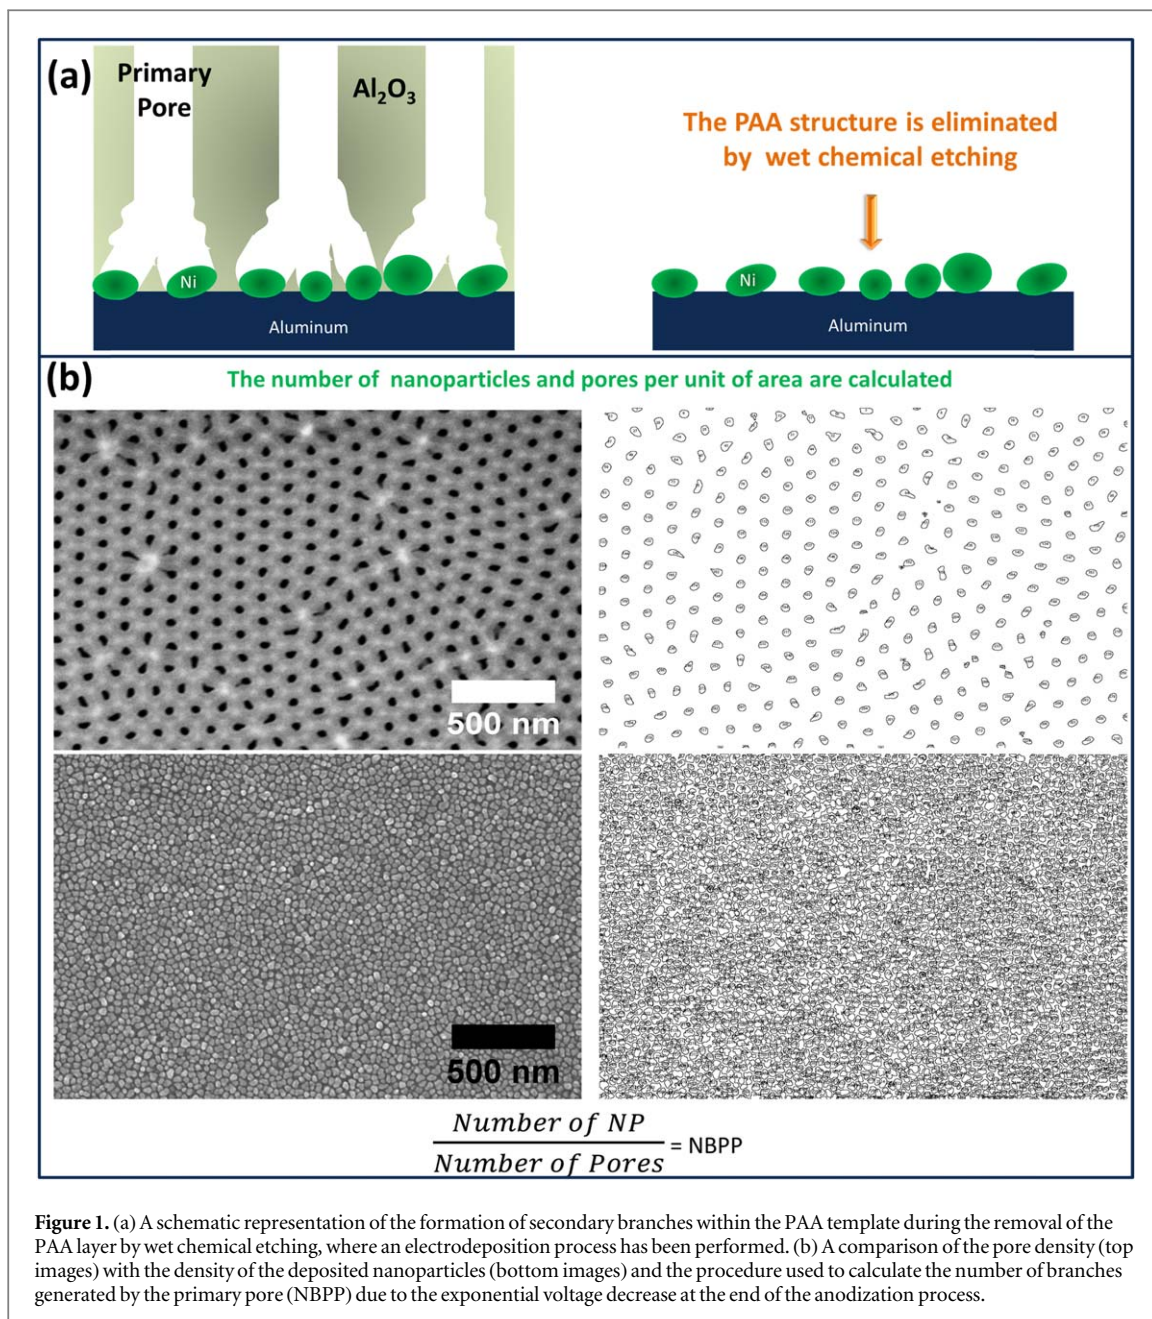 (a)
Primary
Pore
Al₂O₃
Ni
Aluminum
The PAA structure is eliminated
by wet chemical etching
Ni
Aluminum
(b)
The number of nanoparticles and pores per unit of area are calculated
500 nm
500 nm
Number of NP
Number of Pores
= NBPP
Figure 1. (a) A schematic representation of the formation of secondary branches within the PAA template during the removal of the
PAA layer by wet chemical etching, where an electrodeposition process has been performed. (b) A comparison of the pore density (top
images) with the density of the deposited nanoparticles (bottom images) and the procedure used to calculate the number of branches
generated by the primary pore (NBPP) due to the exponential voltage decrease at the end of the anodization process.